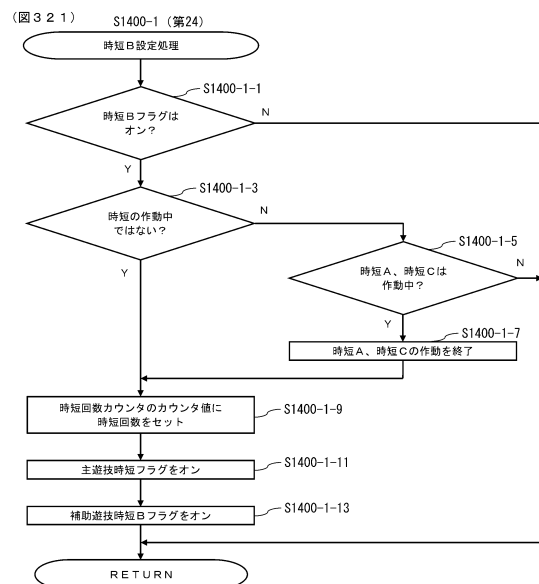 (図321)
S1400-1 (第24)
時短B設定処理
S1400-1-1
時短Bフラグは
オン?
N
Y
S1400-1-3
時短の作動中
ではない?
N
Y
S1400-1-5
時短A、時短Cは
作動中?
N
Y
S1400-1-7
時短A、時短Cの作動を終了
時短回数カウンタのカウンタ値に
時短回数をセット
S1400-1-9
主遊技時短フラグをオン
S1400-1-11
補助遊技時短Bフラグをオン
S1400-1-13
RETURN